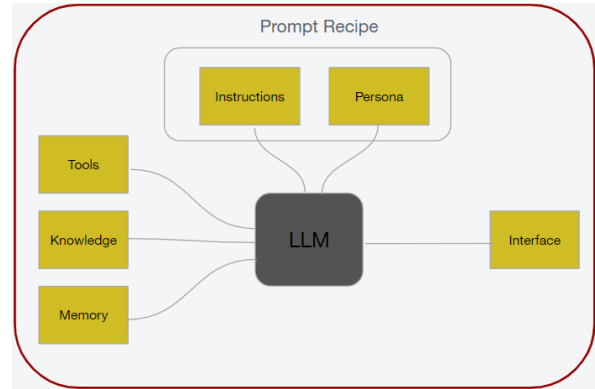 Prompt Recipe
Instructions
Persona
Tools
Knowledge
LLM
Interface
Memory